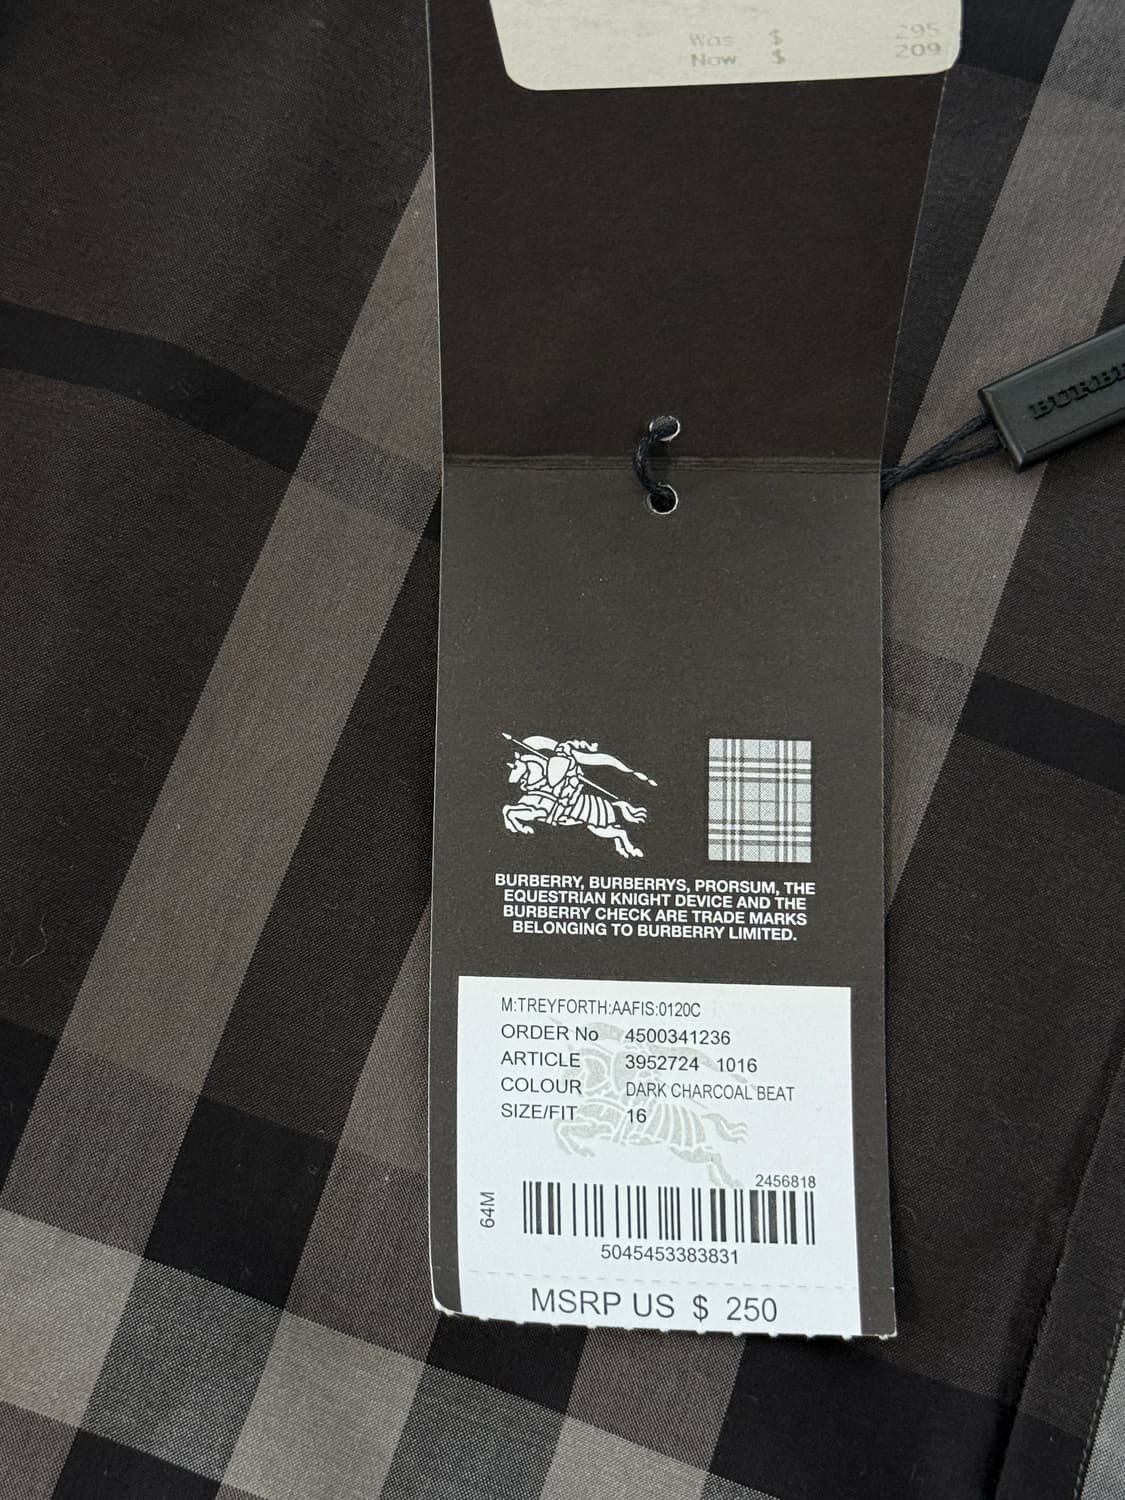 Was $ 295
Now $ 209
BURBE
BURBERRY, BURBERRYS, PRORSUM, THE
EQUESTRIAN KNIGHT DEVICE AND THE
BURBERRY CHECK ARE TRADE MARKS
BELONGING TO BURBERRY LIMITED.
M:TREYFORTH:AAFIS:0120C
ORDER No 4500341236
ARTICLE 3952724 1016
COLOUR DARK CHARCOAL BEAT
SIZE/FIT 16
2456818
64M
5045453383831
MSRP US $ 250